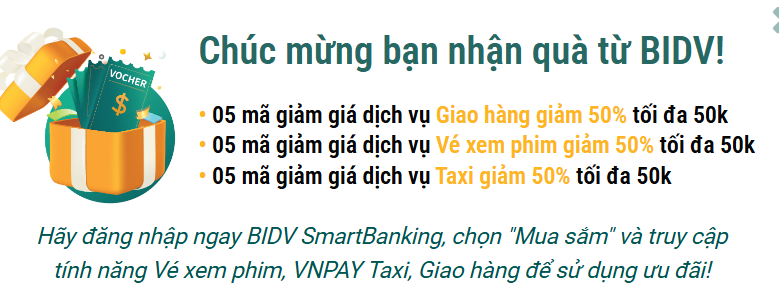 VOCHER
$
Chúc mừng bạn nhận quà từ BIDV!
• 05 mã giảm giá dịch vụ Giao hàng giảm 50% tối đa 50k
• 05 mã giảm giá dịch vụ Vé xem phim giảm 50% tối đa 50k
• 05 mã giảm giá dịch vụ Taxi giảm 50% tối đa 50k
Hãy đăng nhập ngay BIDV SmartBanking, chọn "Mua sắm" và truy cập
tính năng Vé xem phim, VNPAY Taxi, Giao hàng để sử dụng ưu đãi!